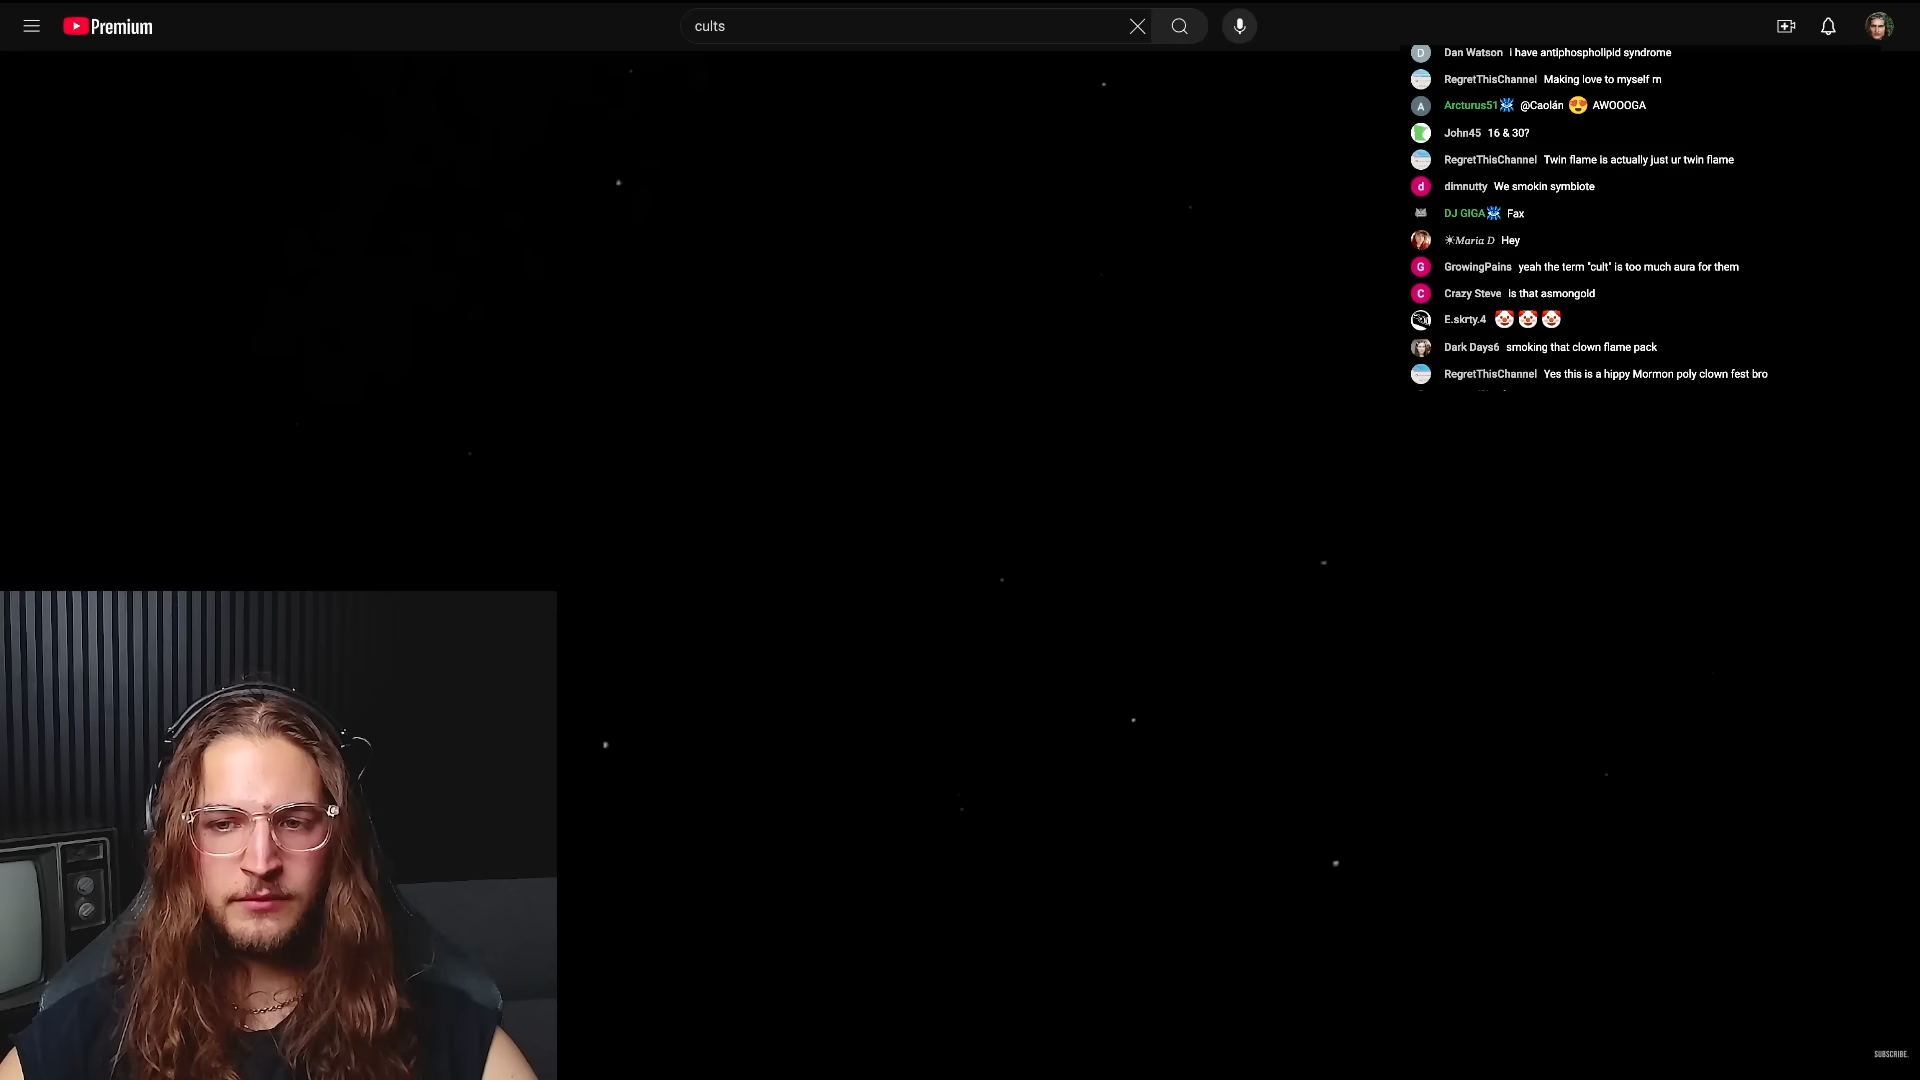 Premium
cults
Dan Watson i have antiphospholipid syndrome
RegretThisChannel Making love to myself rn
Arcturus51 @Caolán AWOOOGA
John45 16 & 30?
RegretThisChannel Twin flame is actually just ur twin flame
dimnutty We smokin symbiote
DJ GIGA Fax
☀Maria D Hey
GrowingPains yeah the term "cult" is too much aura for them
Crazy Steve is that asmongold
E.skrty.4
Dark Days6 smoking that clown flame pack
RegretThisChannel Yes this is a hippy Mormon poly clown fest bro
SUBSCRIBE.